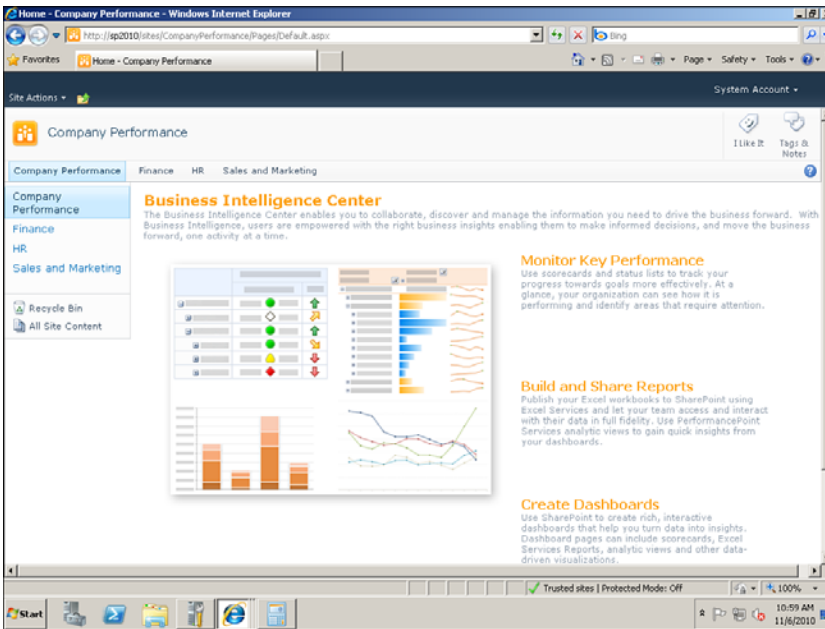 Home - Company Performance - Windows Internet Explorer
http://sp2010/sites/CompanyPerformance/Pages/Default.aspx
Bing
Favorites
Home - Company Performance
Page
Safety
Tools
Site Actions
System Account
Company Performance
I Like It
Tags & Notes
Company Performance Finance HR Sales and Marketing
Company
Performance
Finance
HR
Sales and Marketing
Recycle Bin
All Site Content
Business Intelligence Center
The Business Intelligence Center enables you to collaborate, discover and manage the information you need to drive the business forward. With
Business Intelligence, users are empowered with the right business insights enabling them to make informed decisions, and move the business
forward, one activity at a time.
Monitor Key Performance
Use scorecards and status lists to track your
progress towards goals more effectively. At a
glance, your organization can see how it is
performing and identify areas that require attention.
Build and Share Reports
Publish your Excel workbooks to SharePoint using
Excel Services and let your team access and interact
with their data in full fidelity. Use PerformancePoint
Services analytic views to gain quick insights from
your dashboards.
Create Dashboards
Use SharePoint to create rich, interactive
dashboards that help you turn data into insights.
Dashboard pages can include scorecards, Excel
Services Reports, analytic views and other data-
driven visualizations.
Trusted sites | Protected Mode: Off
100%
Start
10:59 AM
11/6/2010